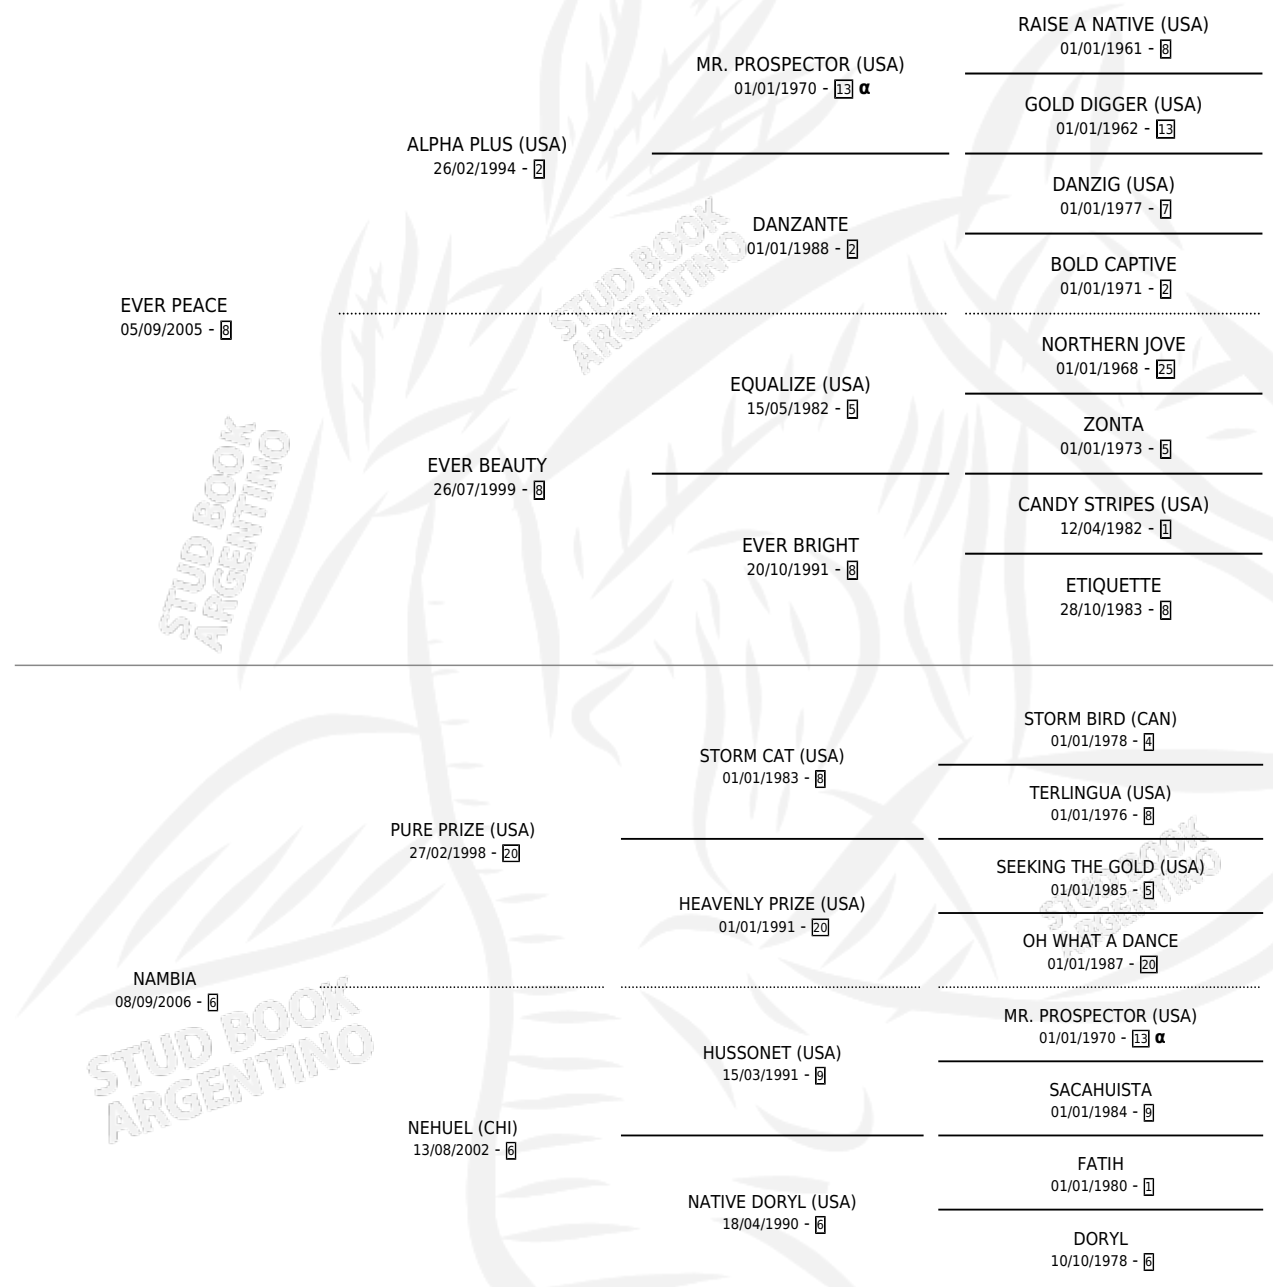 RAISE A NATIVE (USA)
01/01/1961 - 8
MR. PROSPECTOR (USA)
01/01/1970 - 13 α
GOLD DIGGER (USA)
01/01/1962 - 13
ALPHA PLUS (USA)
26/02/1994 - 2
DANZIG (USA)
01/01/1977 - 7
DANZANTE
01/01/1988 - 2
BOLD CAPTIVE
01/01/1971 - 2
EVER PEACE
05/09/2005 - 8
NORTHERN JOVE
01/01/1968 - 25
EQUALIZE (USA)
15/05/1982 - 5
ZONTA
01/01/1973 - 5
EVER BEAUTY
26/07/1999 - 8
CANDY STRIPES (USA)
12/04/1982 - 1
EVER BRIGHT
20/10/1991 - 8
ETIQUETTE
28/10/1983 - 8
STUD BOOK
ARGENTINO
STUD BOOK
ARGENTINO
STORM BIRD (CAN)
01/01/1978 - 4
STORM CAT (USA)
01/01/1983 - 8
TERLINGUA (USA)
01/01/1976 - 8
PURE PRIZE (USA)
27/02/1998 - 20
SEEKING THE GOLD (USA)
01/01/1985 - 5
HEAVENLY PRIZE (USA)
01/01/1991 - 20
OH WHAT A DANCE
01/01/1987 - 20
NAMBIA
08/09/2006 - 6
MR. PROSPECTOR (USA)
01/01/1970 - 13 α
HUSSONET (USA)
15/03/1991 - 9
SACAHUISTA
01/01/1984 - 9
NEHUEL (CHI)
13/08/2002 - 6
FATIH
01/01/1980 - 1
NATIVE DORYL (USA)
18/04/1990 - 6
DORYL
10/10/1978 - 6
STUD BOOK
ARGENTINO
STUD BOOK
ARGENTINO